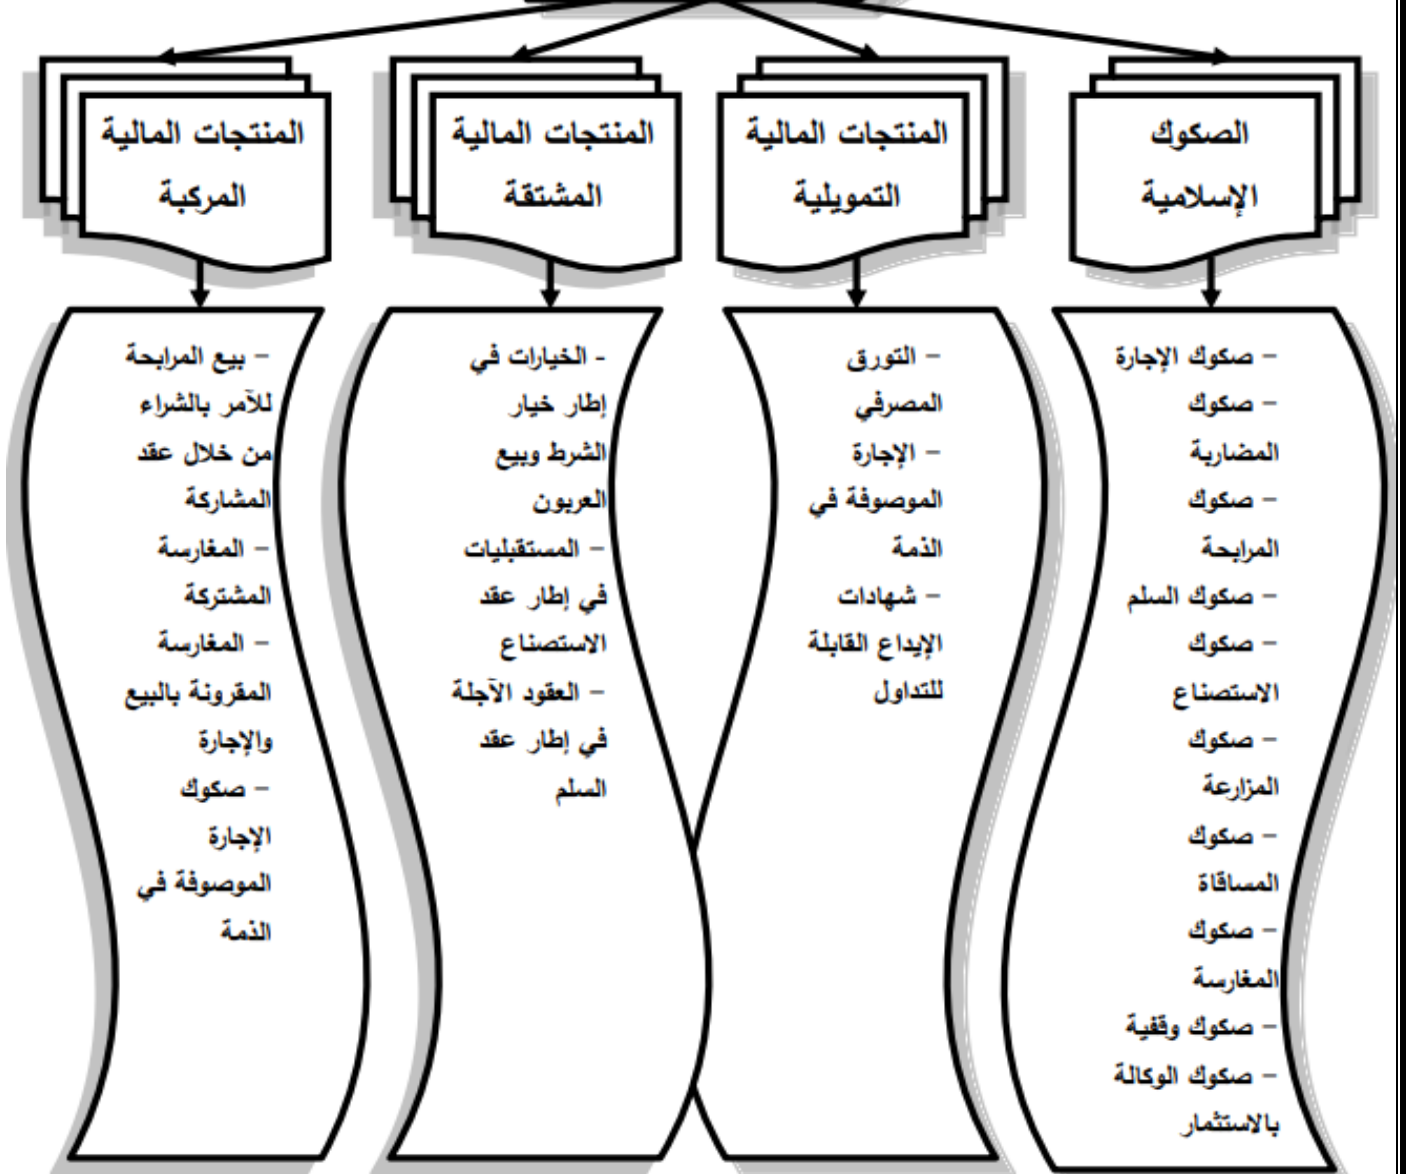 الصكوك
الإسلامية
- صكوك الإجارة
- صكوك
المضاربة
- صكوك
المرابحة
- صكوك السلم
- صكوك
الاستصناع
- صكوك
المزارعة
- صكوك
المساقاة
- صكوك
المغارسة
- صكوك وقفية
- صكوك الوكالة
بالاستثمار
المنتجات المالية
التمويلية
- التورق
المصرفي
- الإجارة
الموصوفة في
الذمة
- شهادات
الإيداع القابلة
للتداول
المنتجات المالية
المشتقة
- الخيارات في
إطار خيار
الشرط وبيع
العربون
- المستقبليات
في إطار عقد
الاستصناع
- العقود الآجلة
في إطار عقد
السلم
المنتجات المالية
المركبة
- بيع المرابحة
للآمر بالشراء
من خلال عقد
المشاركة
- المغارسة
المشتركة
- المغارسة
المقرونة بالبيع
والإجارة
- صكوك
الإجارة
الموصوفة في
الذمة